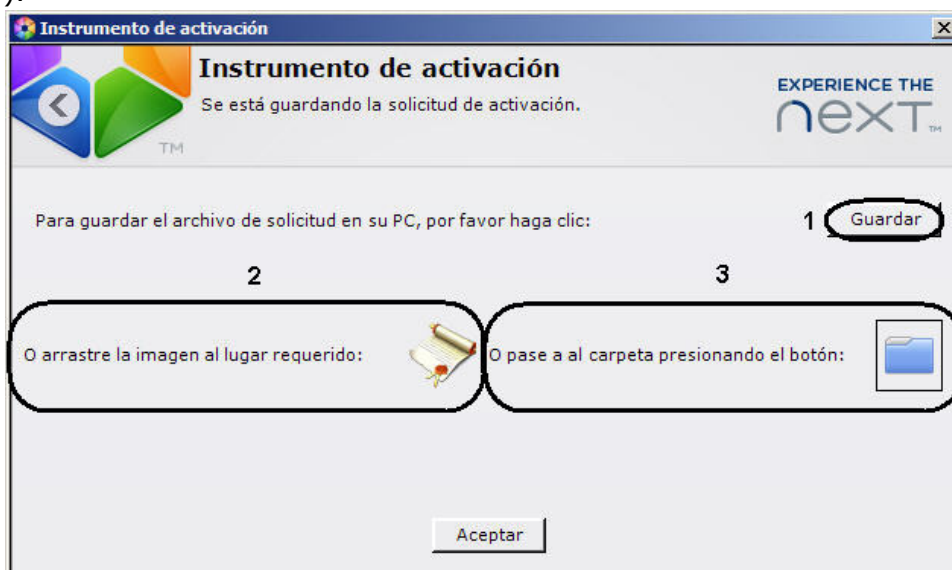 ).
Instrumento de activación
Instrumento de activación
Se está guardando la solicitud de activación.
EXPERIENCE THE
nexT™
TM
Para guardar el archivo de solicitud en su PC, por favor haga clic:
1
Guardar
2
3
O arrastre la imagen al lugar requerido:
O pase a al carpeta presionando el botón:
Aceptar